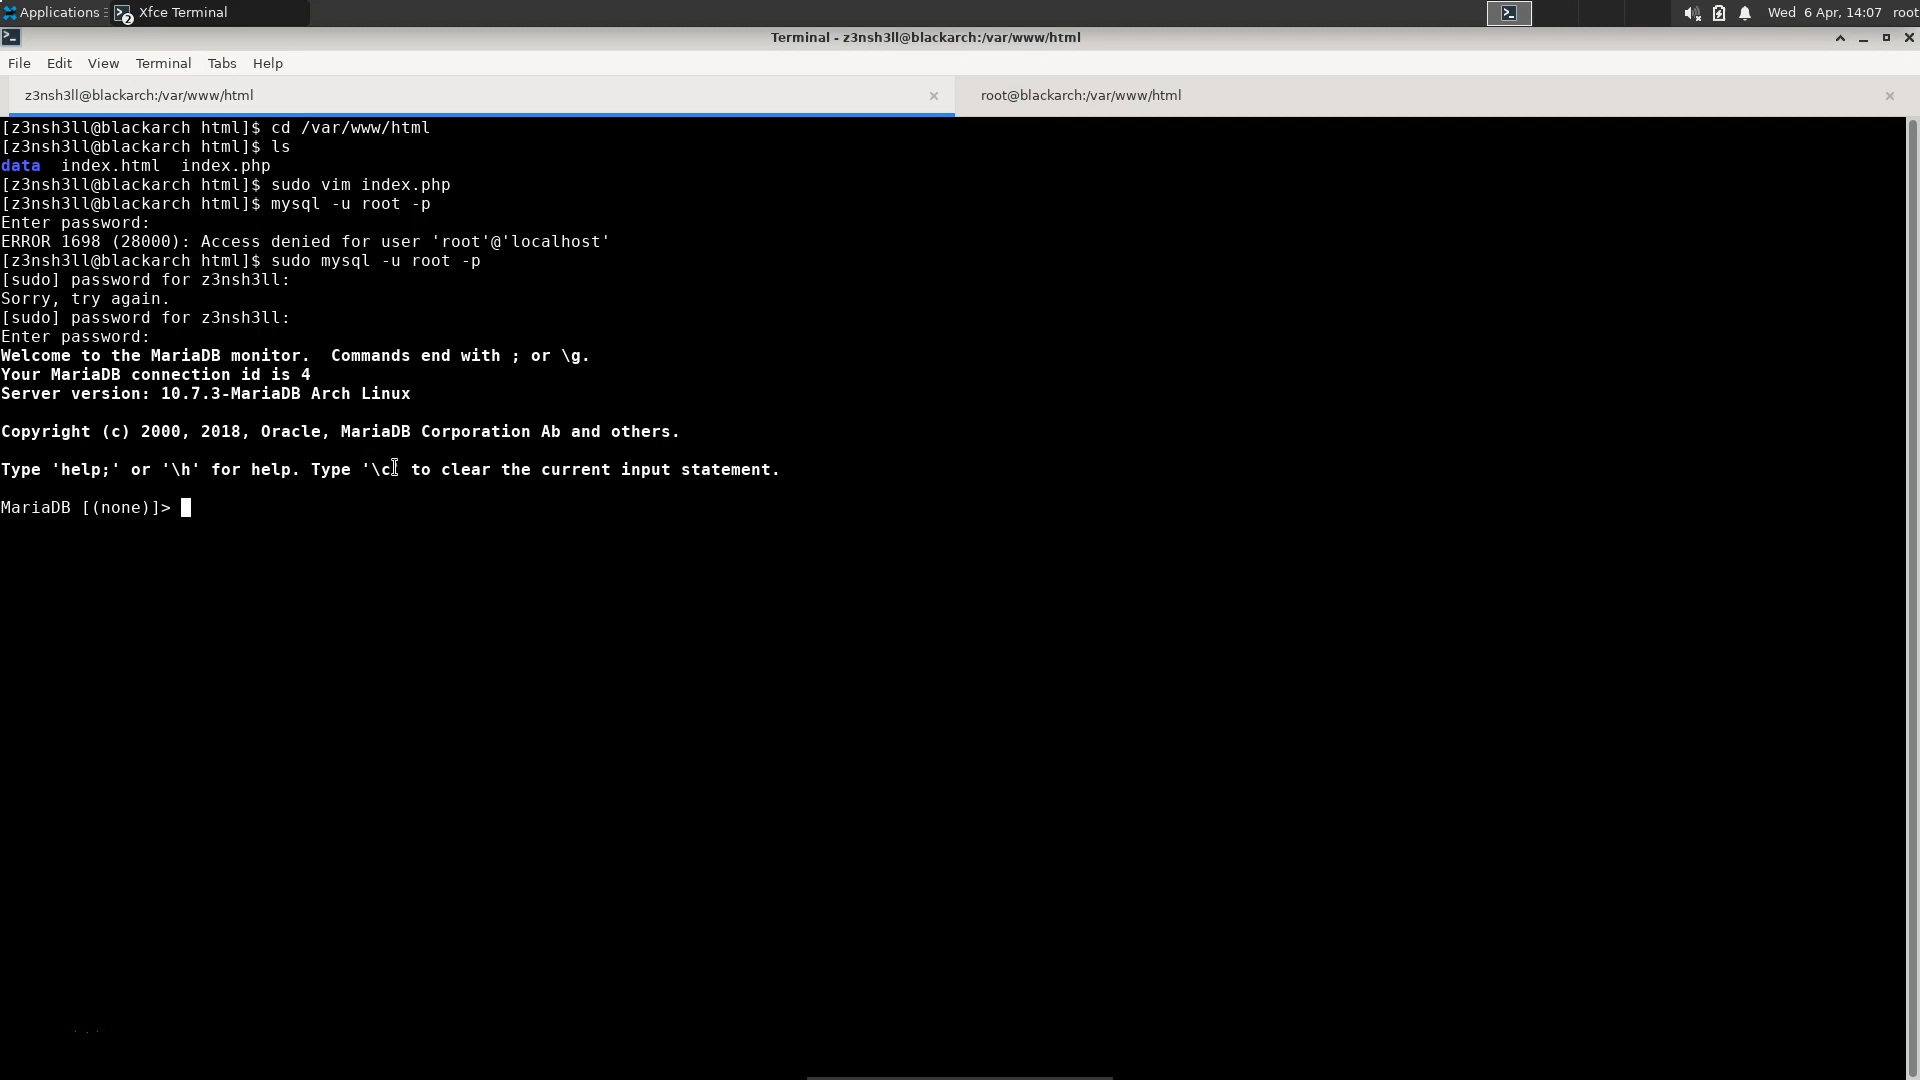 Applications Xfce Terminal Wed 6 Apr, 14:07 root
Terminal - z3nsh3ll@blackarch:/var/www/html
File Edit View Terminal Tabs Help
z3nsh3ll@blackarch:/var/www/html root@blackarch:/var/www/html
[z3nsh3ll@blackarch html]$ cd /var/www/html
[z3nsh3ll@blackarch html]$ ls
data index.html index.php
[z3nsh3ll@blackarch html]$ sudo vim index.php
[z3nsh3ll@blackarch html]$ mysql -u root -p
Enter password:
ERROR 1698 (28000): Access denied for user 'root'@'localhost'
[z3nsh3ll@blackarch html]$ sudo mysql -u root -p
[sudo] password for z3nsh3ll:
Sorry, try again.
[sudo] password for z3nsh3ll:
Enter password:
Welcome to the MariaDB monitor.  Commands end with ; or \g.
Your MariaDB connection id is 4
Server version: 10.7.3-MariaDB Arch Linux
Copyright (c) 2000, 2018, Oracle, MariaDB Corporation Ab and others.
Type 'help;' or '\h' for help. Type '\c' to clear the current input statement.
MariaDB [(none)]>